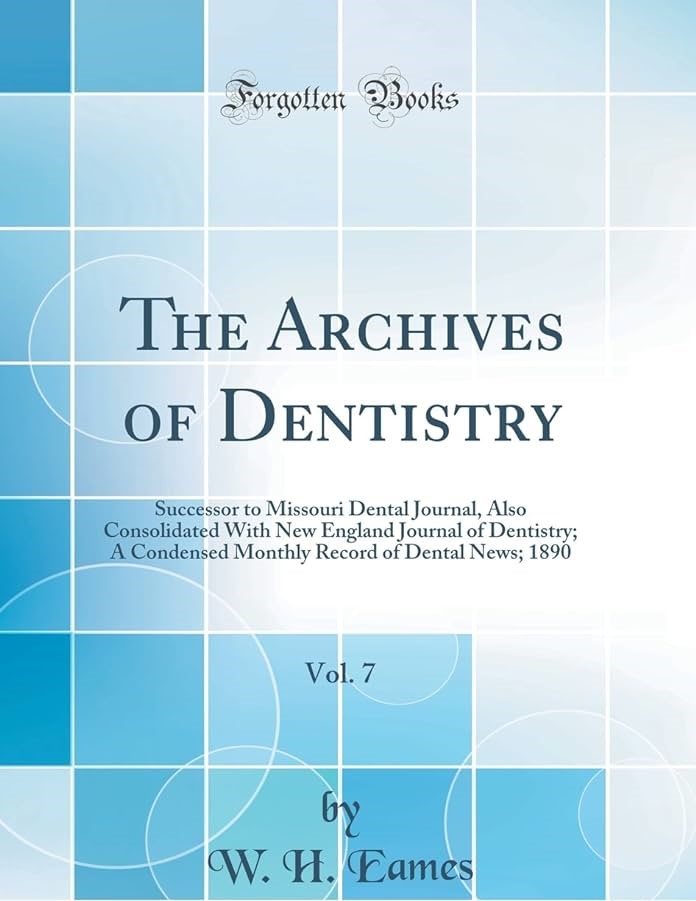 Forgotten Books
The Archives
of Dentistry
Successor to Missouri Dental Journal, Also
Consolidated With New England Journal of Dentistry;
A Condensed Monthly Record of Dental News; 1890
Vol. 7
by
W. H. Eames